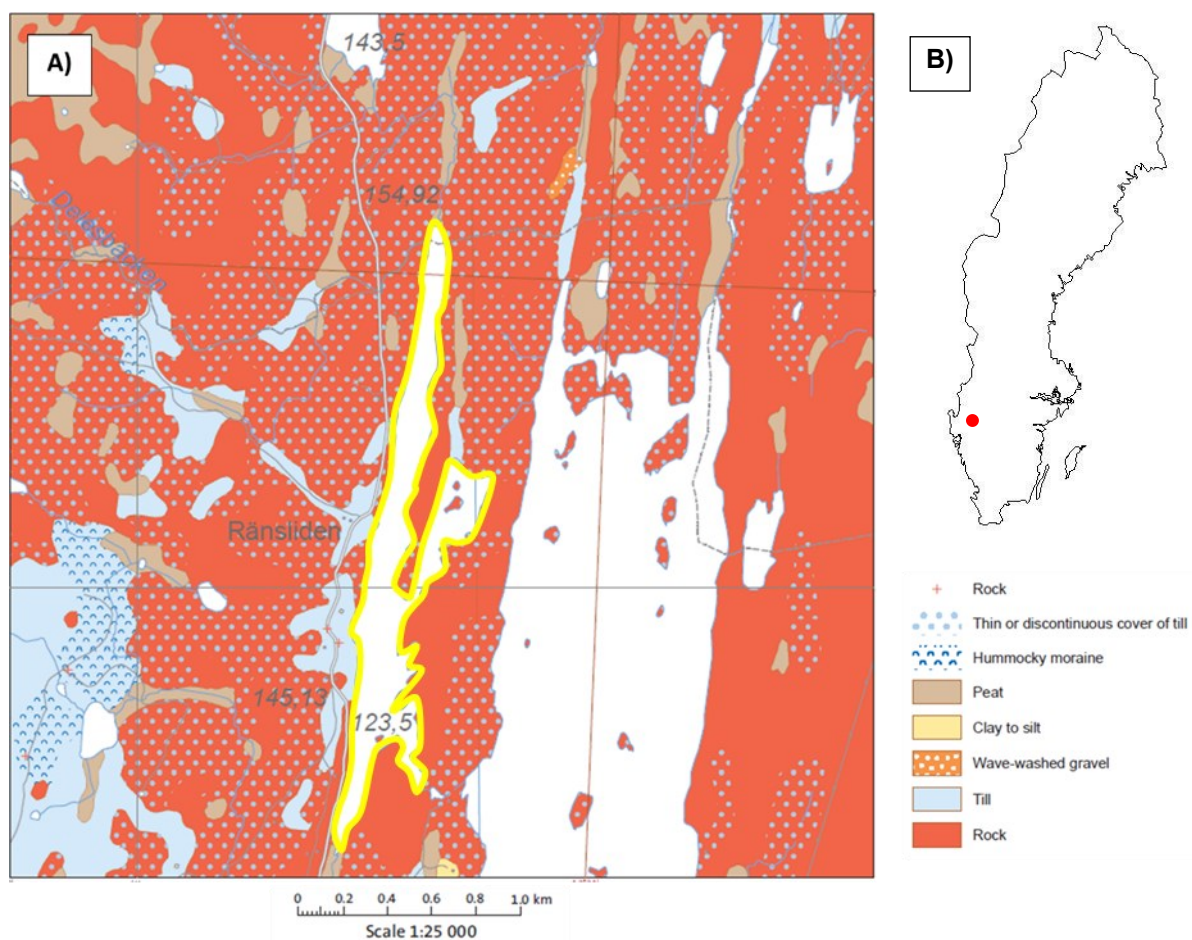 A)
B)
143,5
154,92
Dalesbäcken
Ränsliden
145,13
123,5
0 0.2 0.4 0.6 0.8 1.0 km
Scale 1:25 000
Rock
Thin or discontinuous cover of till
Hummocky moraine
Peat
Clay to silt
Wave-washed gravel
Till
Rock